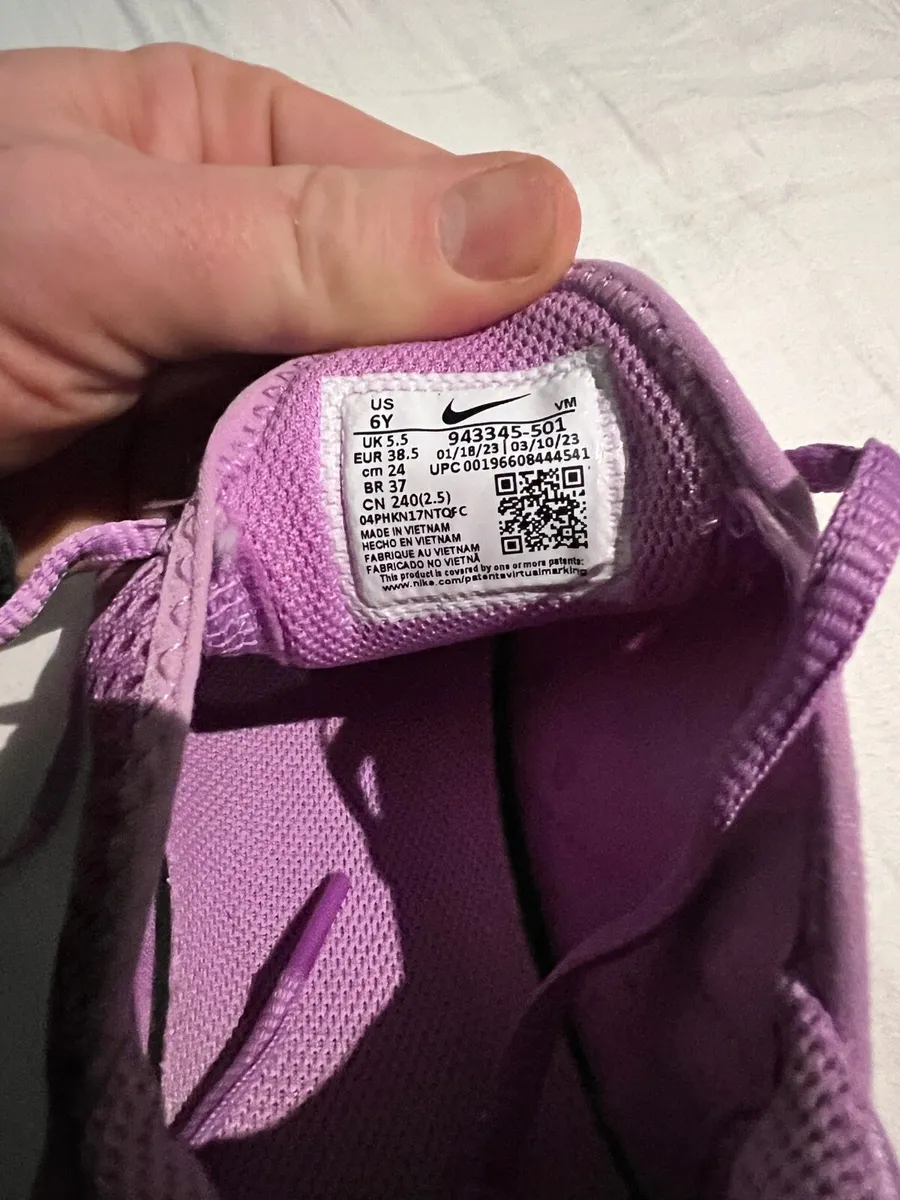 US
6Y
VM
UK 5.5
943345-501
EUR 38.5
01/18/23 | 03/10/23
cm 24
UPC 00196608444541
BR 37
CN 240(2.5)
04PHKN17NTQFC
MADE IN VIETNAM
HECHO EN VIETNAM
FABRIQUE AU VIETNAM
FABRICADO NO VIETNÃ
This product is covered by one or more patents:
www.nike.com/patentsvirtualmarking